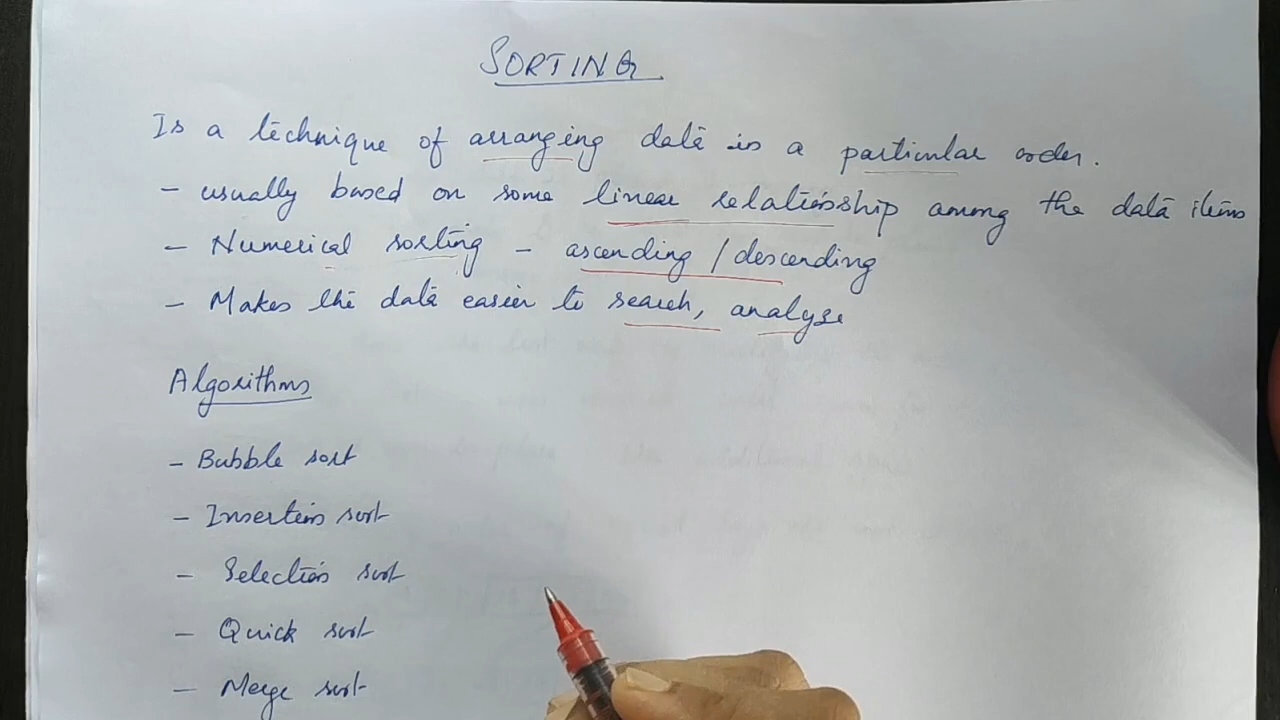 SORTING
Is a technique of arranging data in a particular order.
- usually based on some linear relationship among the data items
- Numerical sorting - ascending / descending
- Makes the data easier to search, analyse
Algorithms
- Bubble sort
- Insertion sort
- Selection sort
- Quick sort
- Merge sort